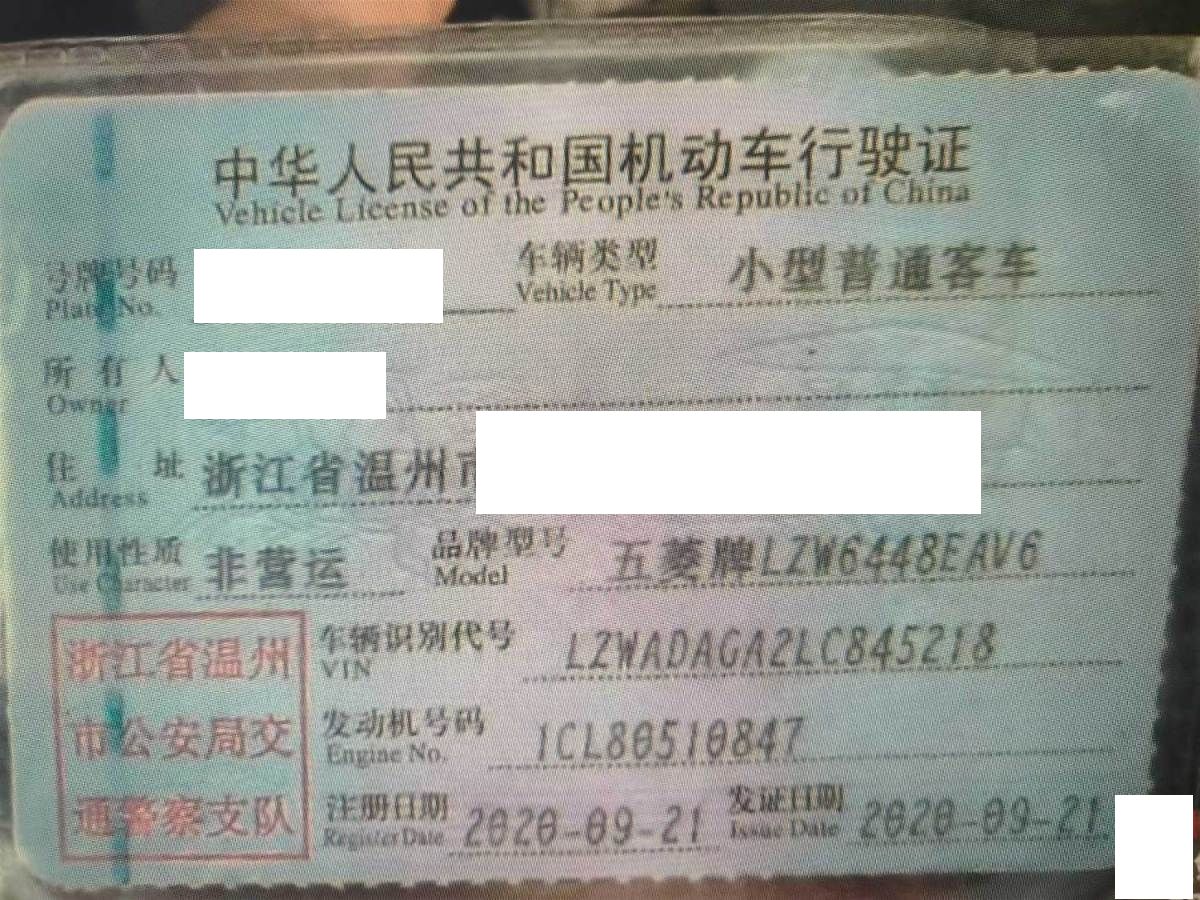 中华人民共和国机动车行驶证
Vehicle License of the People's Republic of China
号牌号码 车辆类型 小型普通客车
Plate No. Vehicle Type
所有人
Owner
住址 浙江省温州市
Address
使用性质 非营运 品牌型号 五菱牌LZW6448EAV6
Use Character Model
浙江省温州 车辆识别代号 LZWADAGA2LC845218
VIN
市公安局交 发动机号码 1CL80510847
Engine No.
通警察支队 注册日期 2020-09-21 发证日期 2020-09-21
Register Date Issue Date